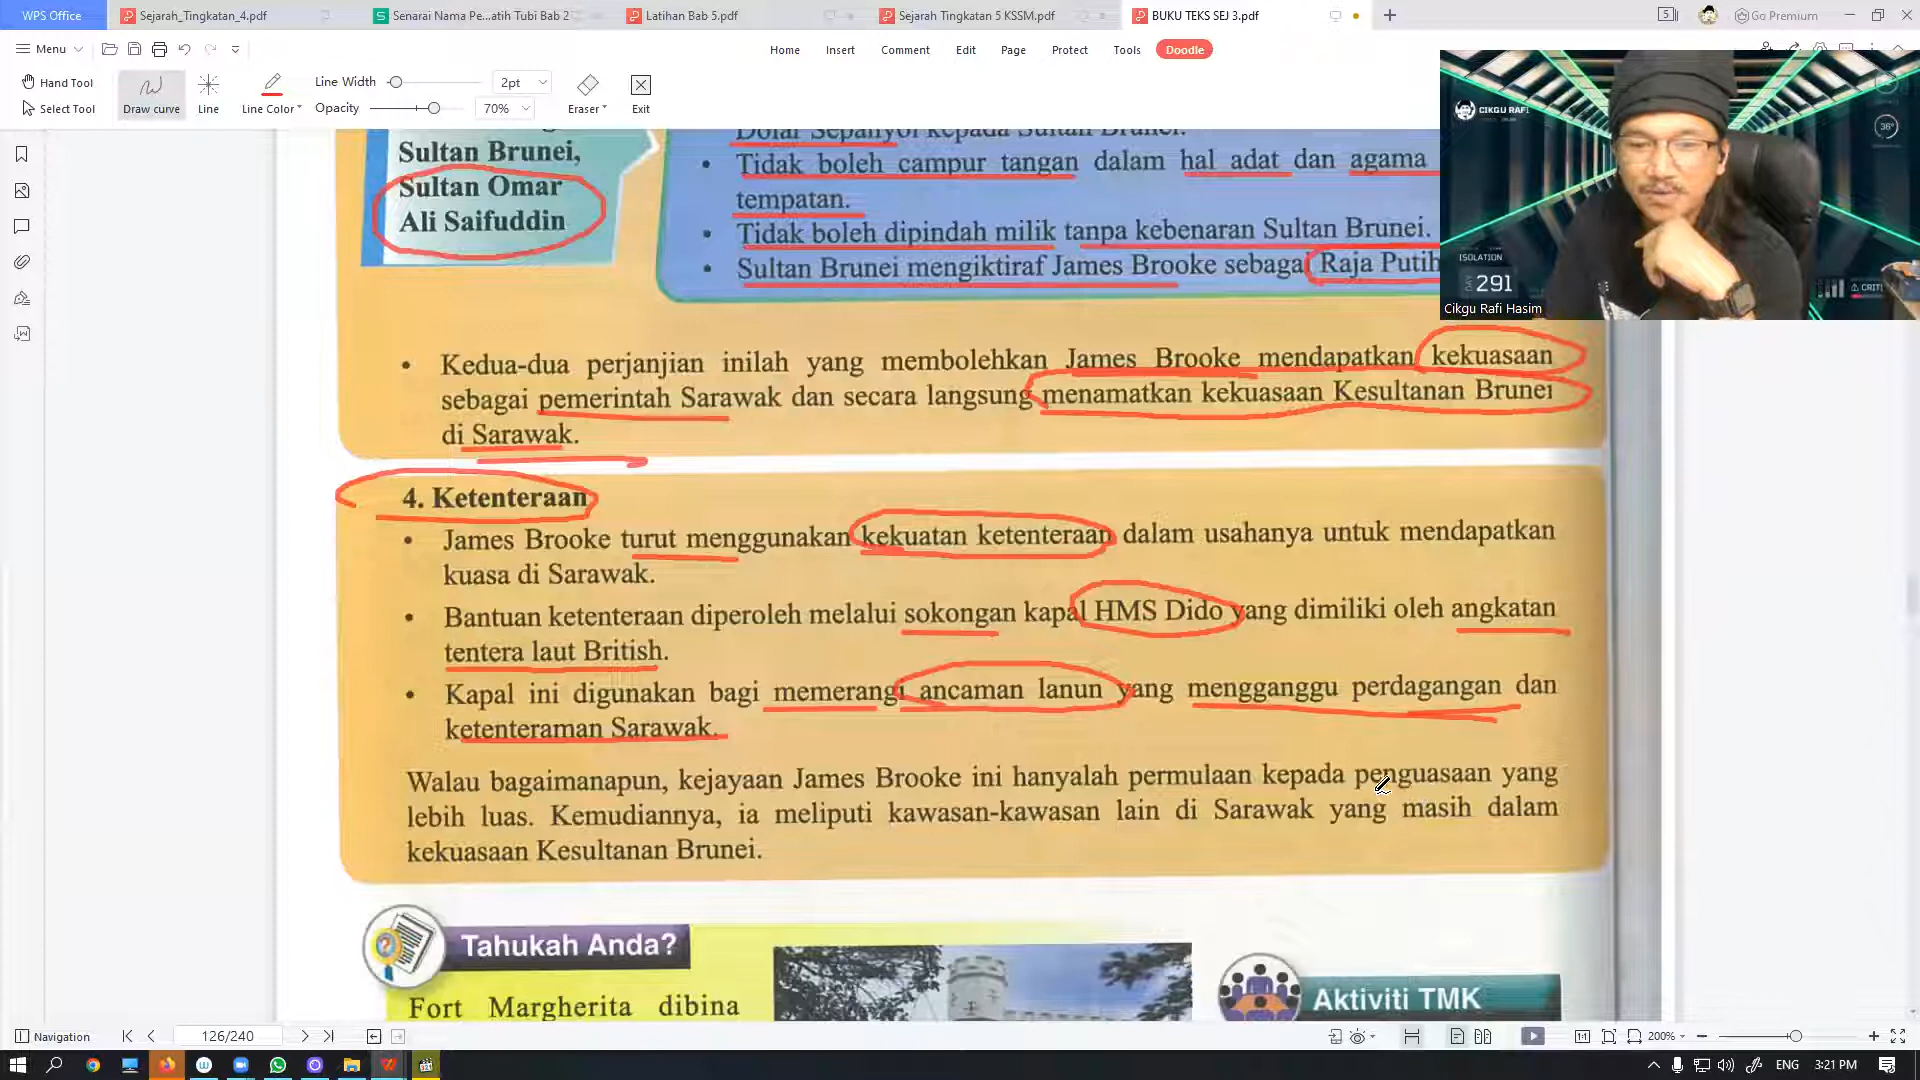 WPS Office
Sejarah_Tingkatan_4.pdf
Senarai Nama Pe...atih Tubi Bab 2
Latihan Bab 5.pdf
Sejarah Tingkatan 5 KSSM.pdf
BUKU TEKS SEJ 3.pdf
Go Premium
Menu
Home Insert Comment Edit Page Protect Tools Doodle
Hand Tool
Select Tool
Draw curve
Line
Line Color
Line Width 2pt
Opacity 70%
Eraser
Exit
Sultan Brunei,
Sultan Omar
Ali Saifuddin
Dolar Sepanyol kepada Sultan Brunei.
• Tidak boleh campur tangan dalam hal adat dan agama
tempatan.
• Tidak boleh dipindah milik tanpa kebenaran Sultan Brunei.
• Sultan Brunei mengiktiraf James Brooke sebagai Raja Putih
CIKGU RAFI
36°
ISOLATION
DAY 291
Cikgu Rafi Hasim
• Kedua-dua perjanjian inilah yang membolehkan James Brooke mendapatkan kekuasaan
sebagai pemerintah Sarawak dan secara langsung menamatkan kekuasaan Kesultanan Brunei
di Sarawak.
4. Ketenteraan
• James Brooke turut menggunakan kekuatan ketenteraan dalam usahanya untuk mendapatkan
kuasa di Sarawak.
• Bantuan ketenteraan diperoleh melalui sokongan kapal HMS Dido yang dimiliki oleh angkatan
tentera laut British.
• Kapal ini digunakan bagi memerangi ancaman lanun yang mengganggu perdagangan dan
ketenteraman Sarawak.
Walau bagaimanapun, kejayaan James Brooke ini hanyalah permulaan kepada penguasaan yang
lebih luas. Kemudiannya, ia meliputi kawasan-kawasan lain di Sarawak yang masih dalam
kekuasaan Kesultanan Brunei.
Tahukah Anda?
Fort Margherita dibina
Aktiviti TMK
Navigation
126/240
200%
ENG
3:21 PM